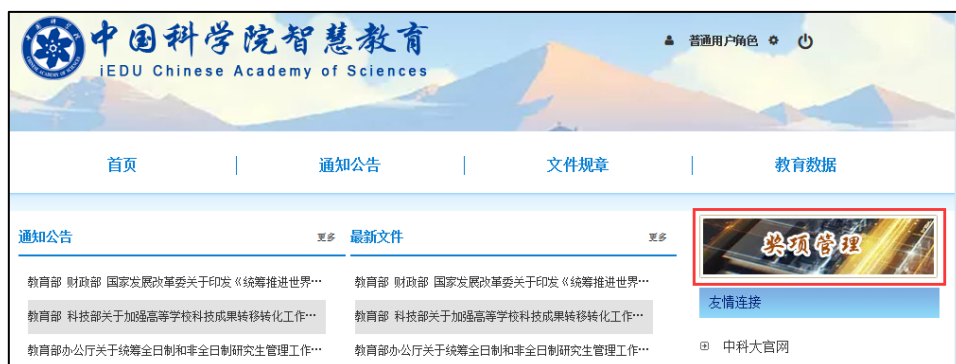 中国科学院智慧教育
iEDU Chinese Academy of Sciences
普通用户角色
首页
通知公告
文件规章
教育数据
通知公告 更多
教育部 财政部 国家发展改革委关于印发《统筹推进世界…
教育部 科技部关于加强高等学校科技成果转移转化工作…
教育部办公厅关于统筹全日制和非全日制研究生管理工作…
最新文件 更多
教育部 财政部 国家发展改革委关于印发《统筹推进世界…
教育部 科技部关于加强高等学校科技成果转移转化工作…
教育部办公厅关于统筹全日制和非全日制研究生管理工作…
奖项管理
友情连接
中科大官网